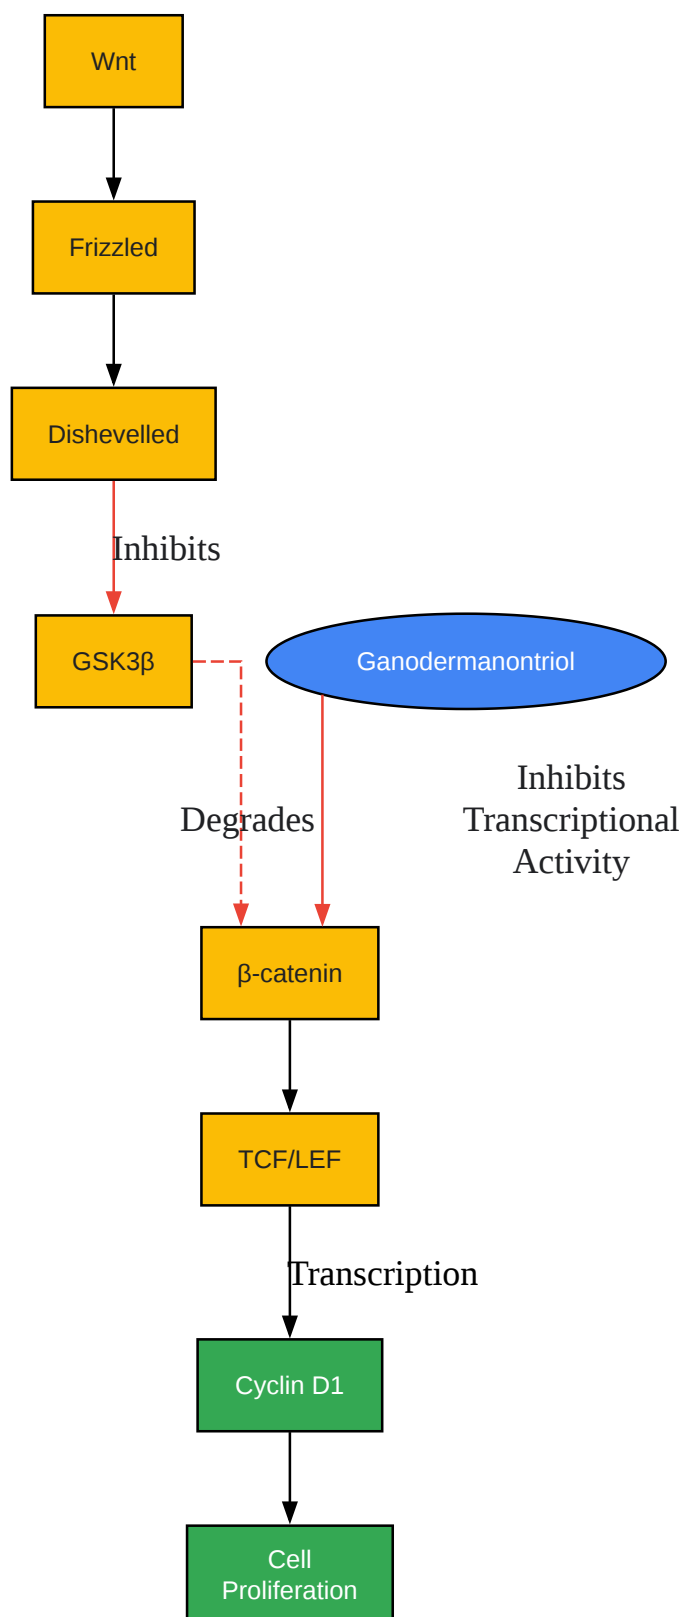 Wnt
Frizzled
Dishevelled
Inhibits
GSK3β
Ganodermanontriol
Inhibits
Transcriptional
Activity
Degrades
β-catenin
TCF/LEF
Transcription
Cyclin D1
Cell
Proliferation